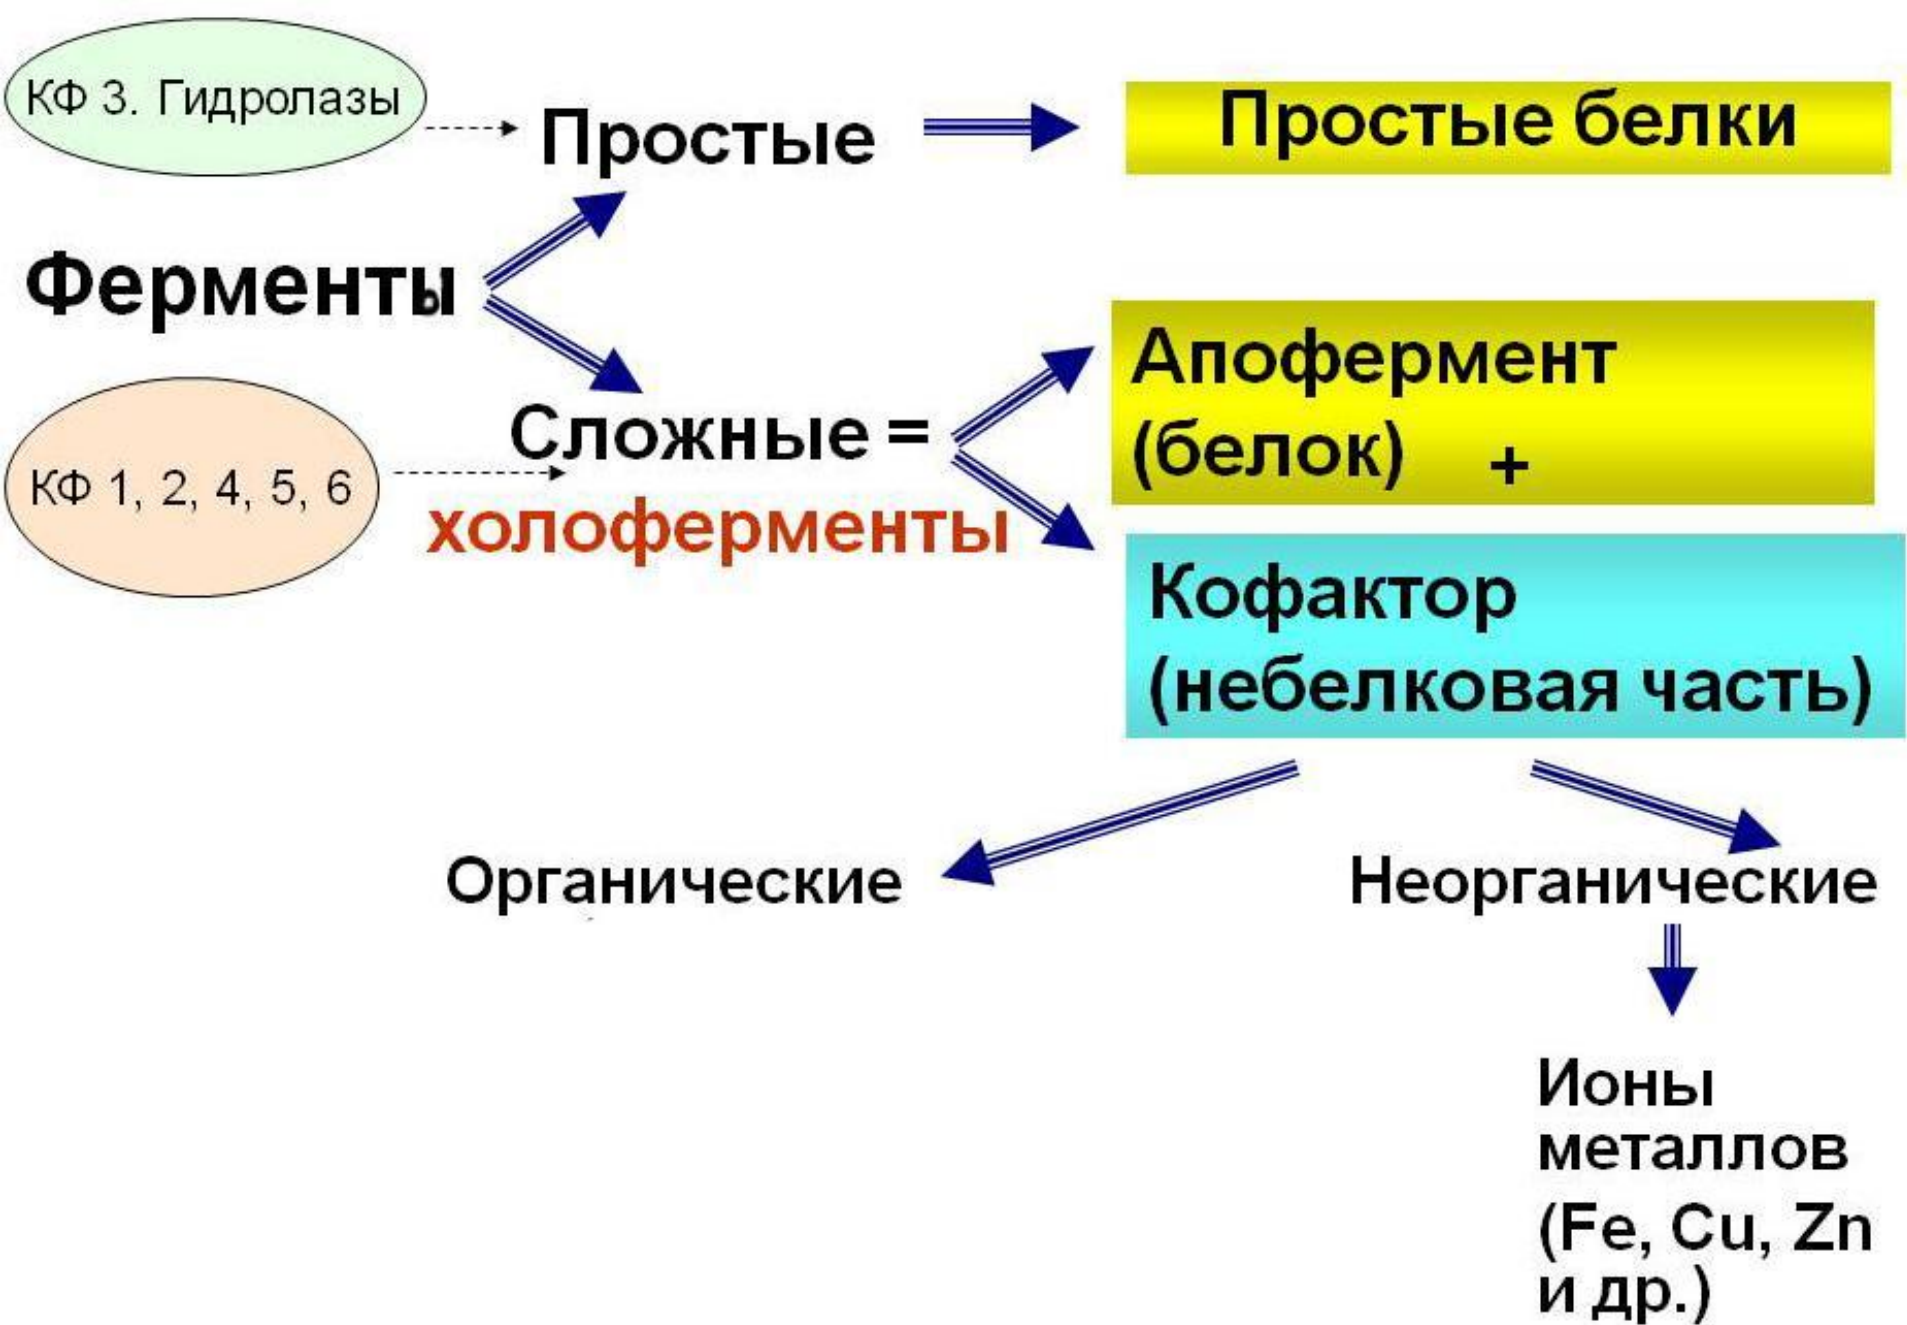 КФ 3. Гидролазы
Простые
Простые белки
Ферменты
Апофермент
(белок) +
Сложные =
КФ 1, 2, 4, 5, 6
холоферменты
Кофактор
(небелковая часть)
Органические
Неорганические
Ионы
металлов
(Fe, Cu, Zn
и др.)